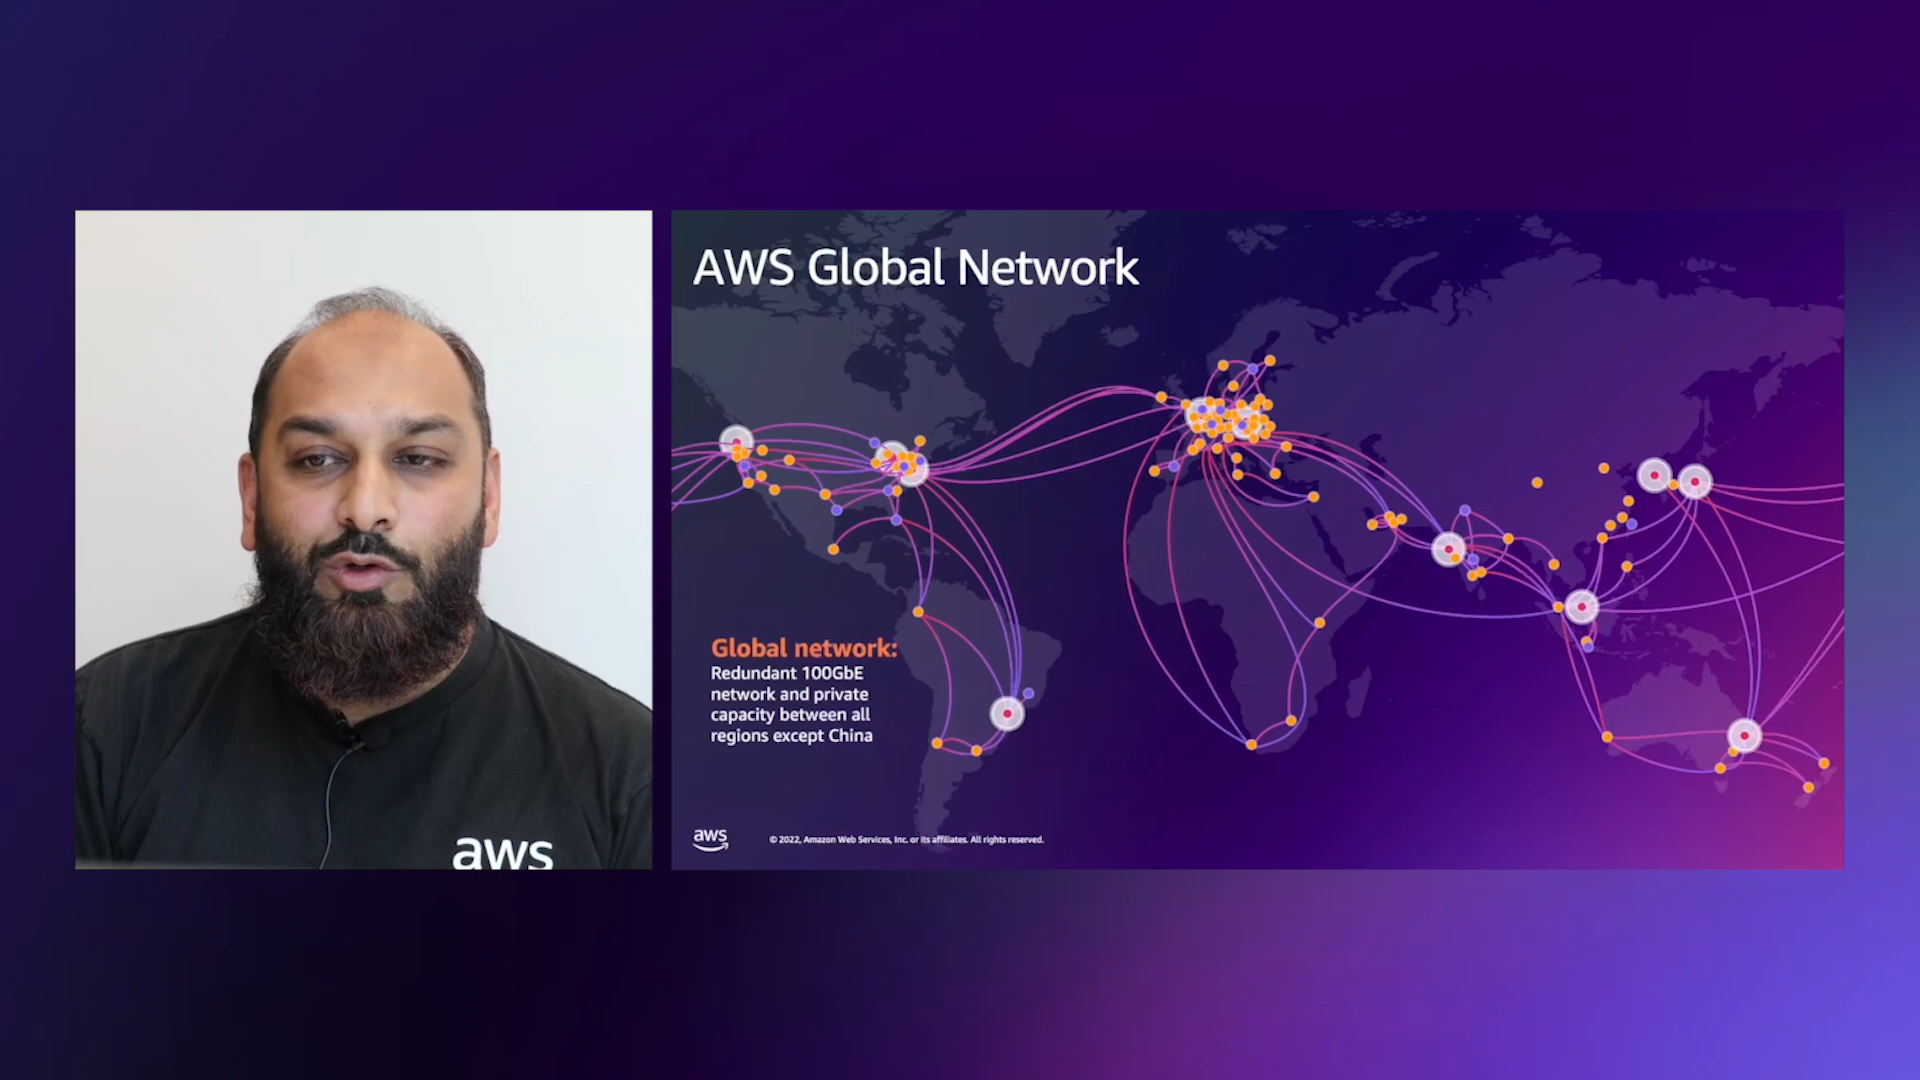 AWS Global Network
Global network:
Redundant 100GbE
network and private
capacity between all
regions except China
aws
© 2022, Amazon Web Services, Inc. or its affiliates. All rights reserved.
aws